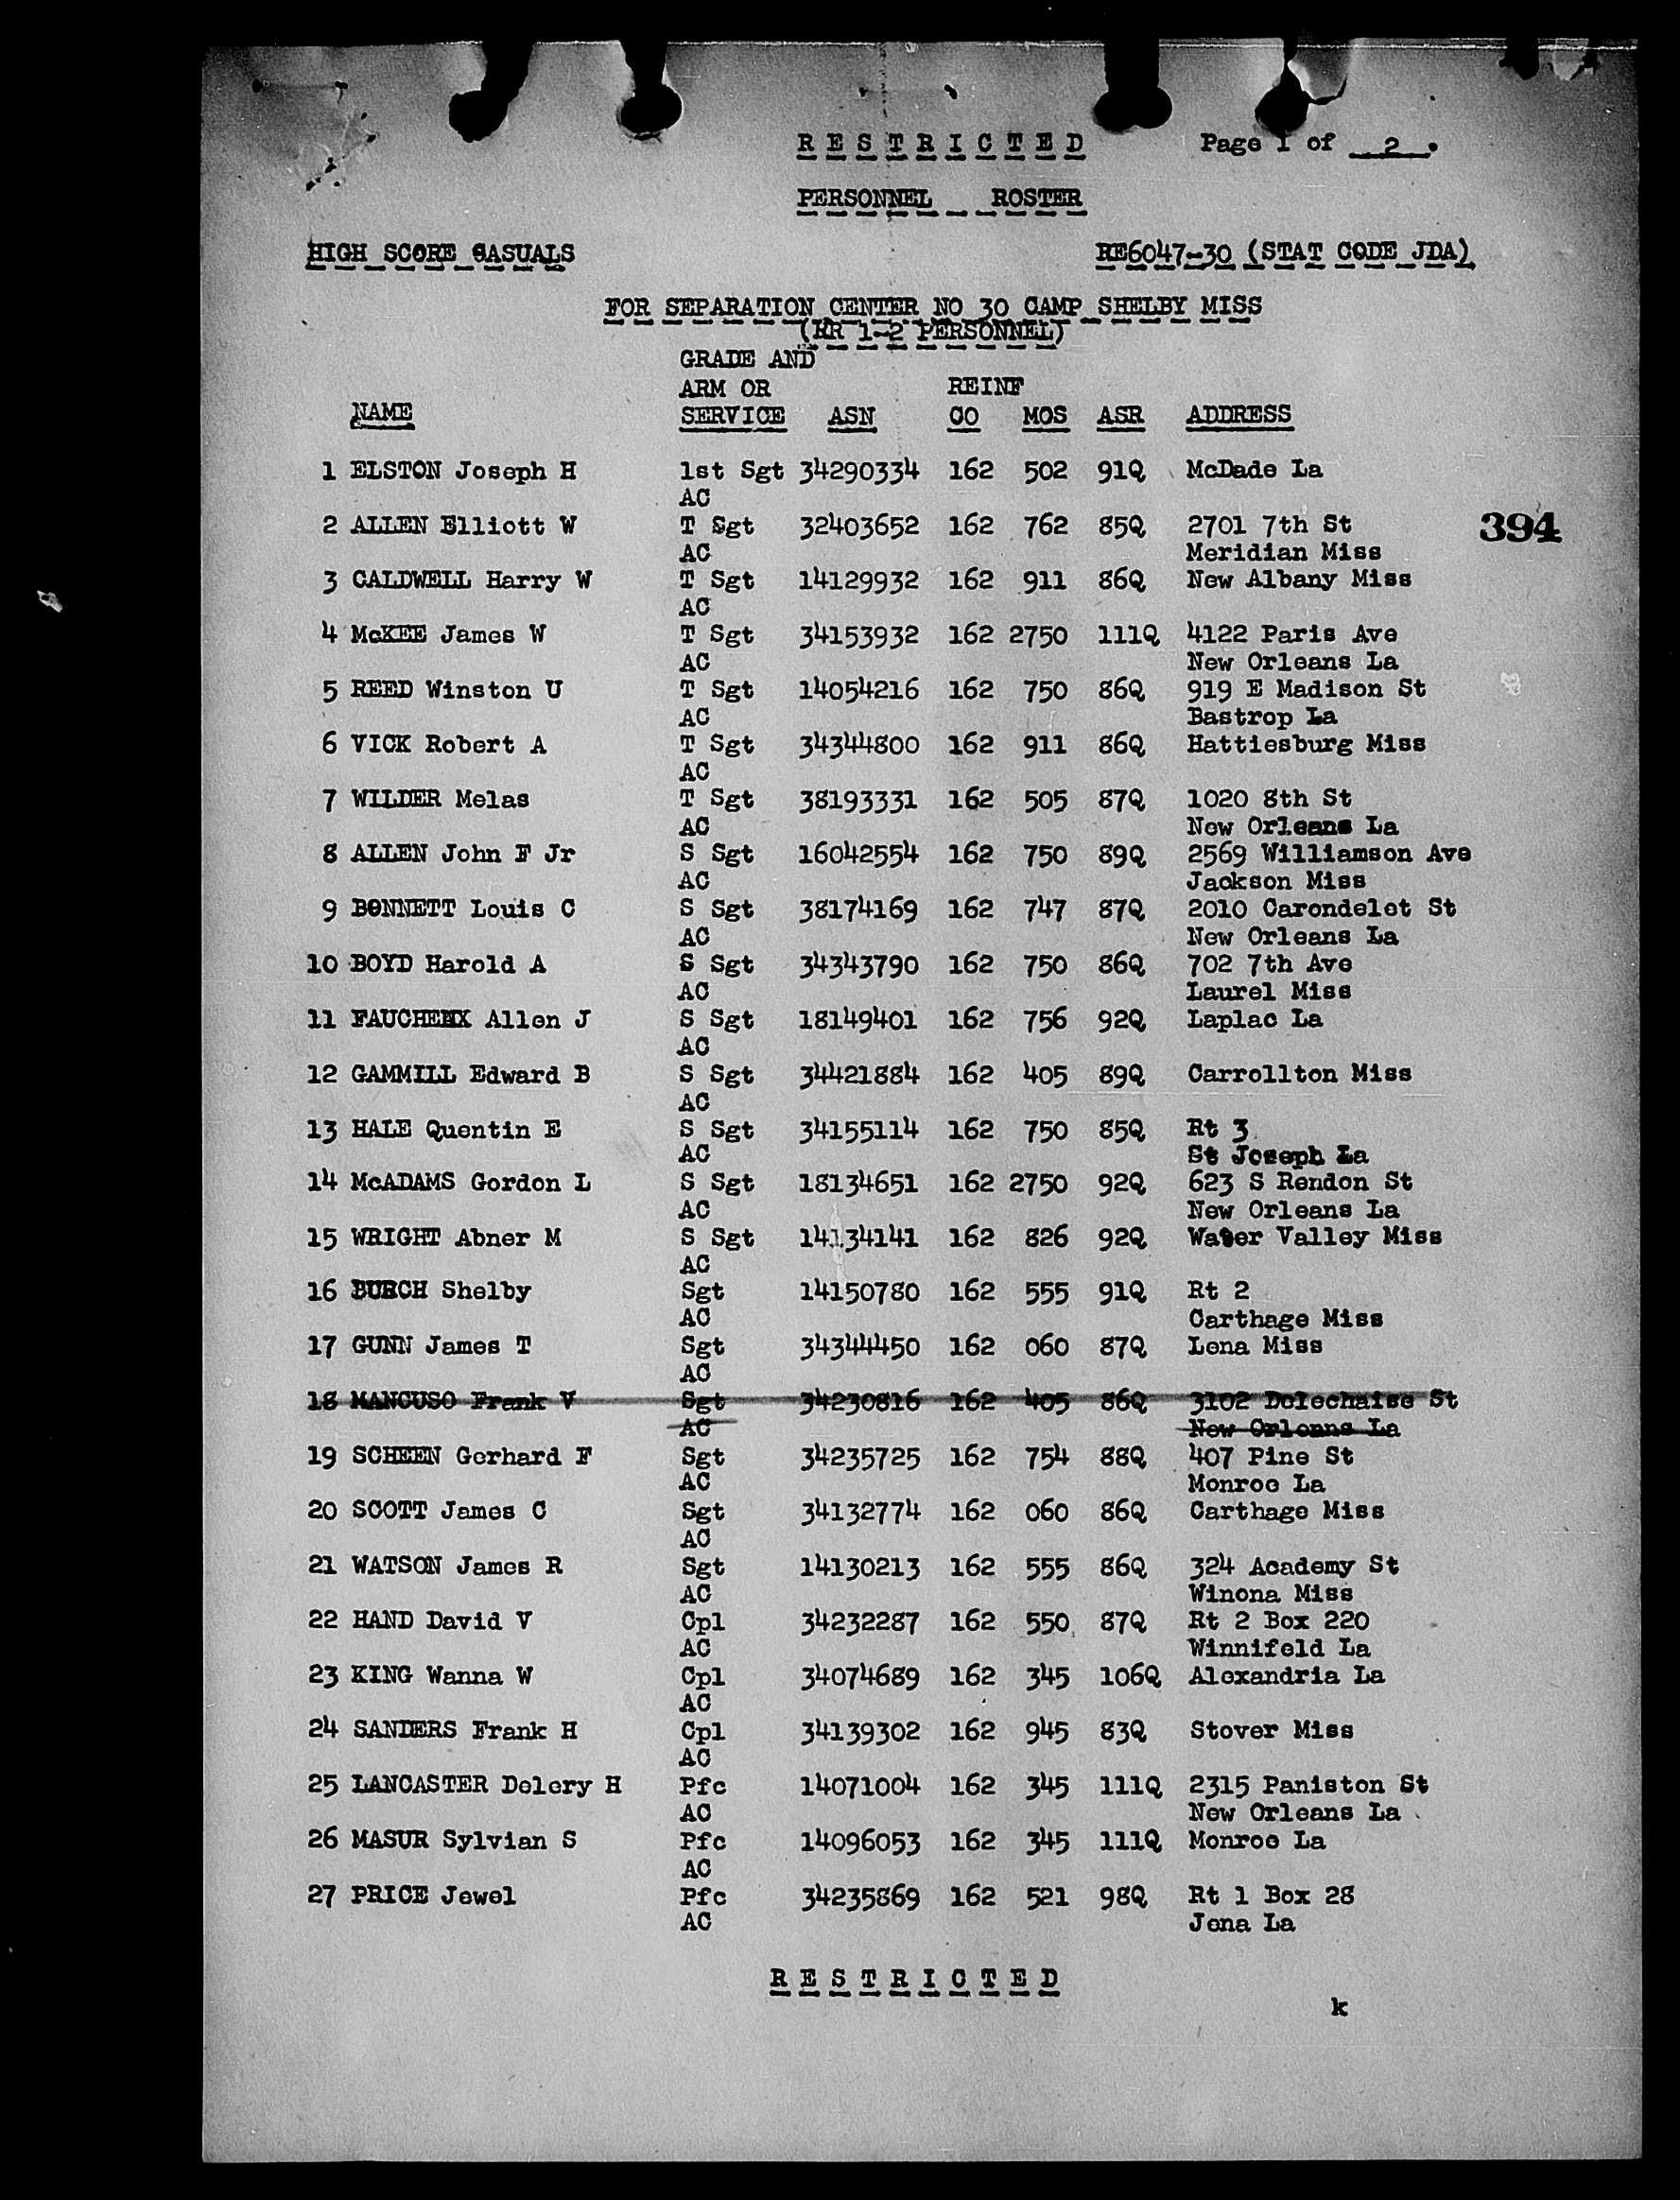 R E S T R I C T E D Page 1 of 2.
PERSONNEL ROSTER
HIGH SCORE CASUALS RE6047-30 (STAT CODE JDA)
FOR SEPARATION CENTER NO 30 CAMP SHELBY MISS
(RR 1-2 PERSONNEL)
GRADE AND
ARM OR REINF
NAME SERVICE ASN CO MOS ASR ADDRESS
1 ELSTON Joseph H 1st Sgt 34290334 162 502 91Q McDade La
AC
2 ALLEN Elliott W T Sgt 32403652 162 762 85Q 2701 7th St 394
AC Meridian Miss
3 CALDWELL Harry W T Sgt 14129932 162 911 86Q New Albany Miss
AC
4 McKEE James W T Sgt 34153932 162 2750 111Q 4122 Paris Ave
AC New Orleans La
5 REED Winston U T Sgt 14054216 162 750 86Q 919 E Madison St
AC Bastrop La
6 VICK Robert A T Sgt 34344800 162 911 86Q Hattiesburg Miss
AC
7 WILDER Melas T Sgt 38193331 162 505 87Q 1020 8th St
AC New Orleans La
8 ALLEN John F Jr S Sgt 16042554 162 750 89Q 2569 Williamson Ave
AC Jackson Miss
9 BONNETT Louis C S Sgt 38174169 162 747 87Q 2010 Carondelet St
AC New Orleans La
10 BOYD Harold A S Sgt 34343790 162 750 86Q 702 7th Ave
AC Laurel Miss
11 Allen J S Sgt 18149401 162 756 92Q Laplac La
AC
12 GAMMILL Edward B S Sgt 34421884 162 405 89Q Carrollton Miss
AC
13 HALE Quentin E S Sgt 34155114 162 750 85Q Rt 3
AC St Joseph La
14 McADAMS Gordon L S Sgt 18134651 162 2750 92Q 623 S Rendon St
AC New Orleans La
15 WRIGHT Abner M S Sgt 14134141 162 826 92Q Water Valley Miss
AC
16 BURCH Shelby Sgt 14150780 162 555 91Q Rt 2
AC Carthage Miss
17 GUNN James T Sgt 34344450 162 060 87Q Lena Miss
AC
18 MANCUSO Frank V Sgt 34230816 162 405 86Q 3102 Delechaise St
AC New Orleans La
19 SCHEEN Gerhard F Sgt 34235725 162 754 88Q 407 Pine St
AC Monroe La
20 SCOTT James C Sgt 34132774 162 060 86Q Carthage Miss
AC
21 WATSON James R Sgt 14130213 162 555 86Q 324 Academy St
AC Winona Miss
22 HAND David V Cpl 34232287 162 550 87Q Rt 2 Box 220
AC Winnifeld La
23 KING Wanna W Cpl 34074689 162 345 106Q Alexandria La
AC
24 SANDERS Frank H Cpl 34139302 162 945 83Q Stover Miss
AC
25 LANCASTER Delery H Pfc 14071004 162 345 111Q 2315 Paniston St
AC New Orleans La
26 MASUR Sylvian S Pfc 14096053 162 345 111Q Monroe La
AC
27 PRICE Jewel Pfc 34235869 162 521 98Q Rt 1 Box 28
AC Jena La
R E S T R I C T E D
k